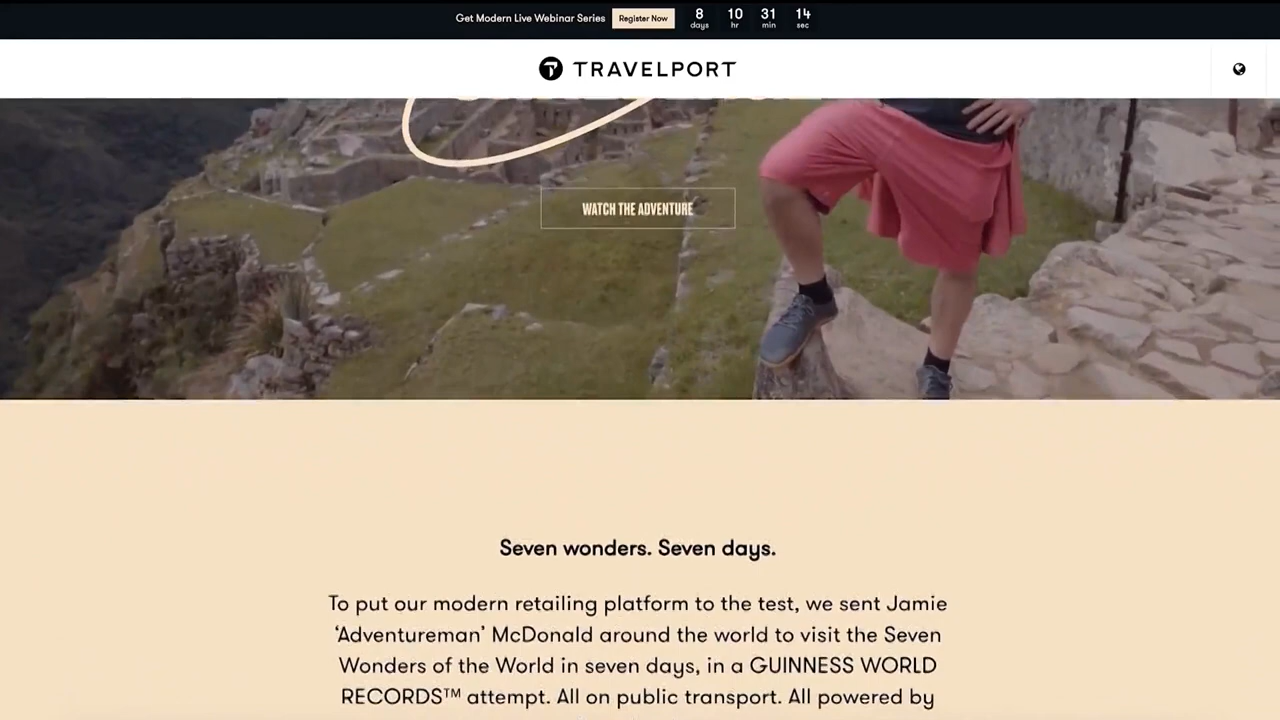 Get Modern Live Webinar Series Register Now 8 10 31 14
days hr min sec
TRAVELPORT
WATCH THE ADVENTURE
Seven wonders. Seven days.
To put our modern retailing platform to the test, we sent Jamie
‘Adventureman’ McDonald around the world to visit the Seven
Wonders of the World in seven days, in a GUINNESS WORLD
RECORDS™ attempt. All on public transport. All powered by